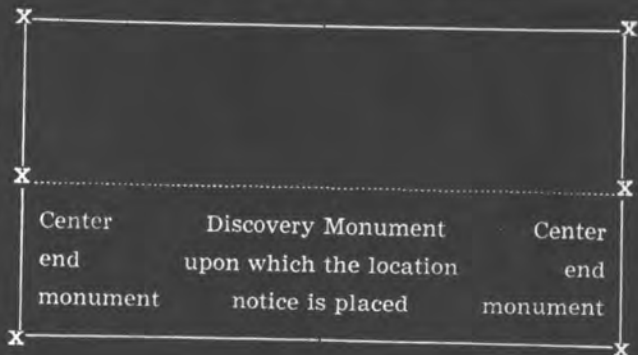 X X
X X
Center Discovery Monument Center
end upon which the location end
monument notice is placed monument
X X